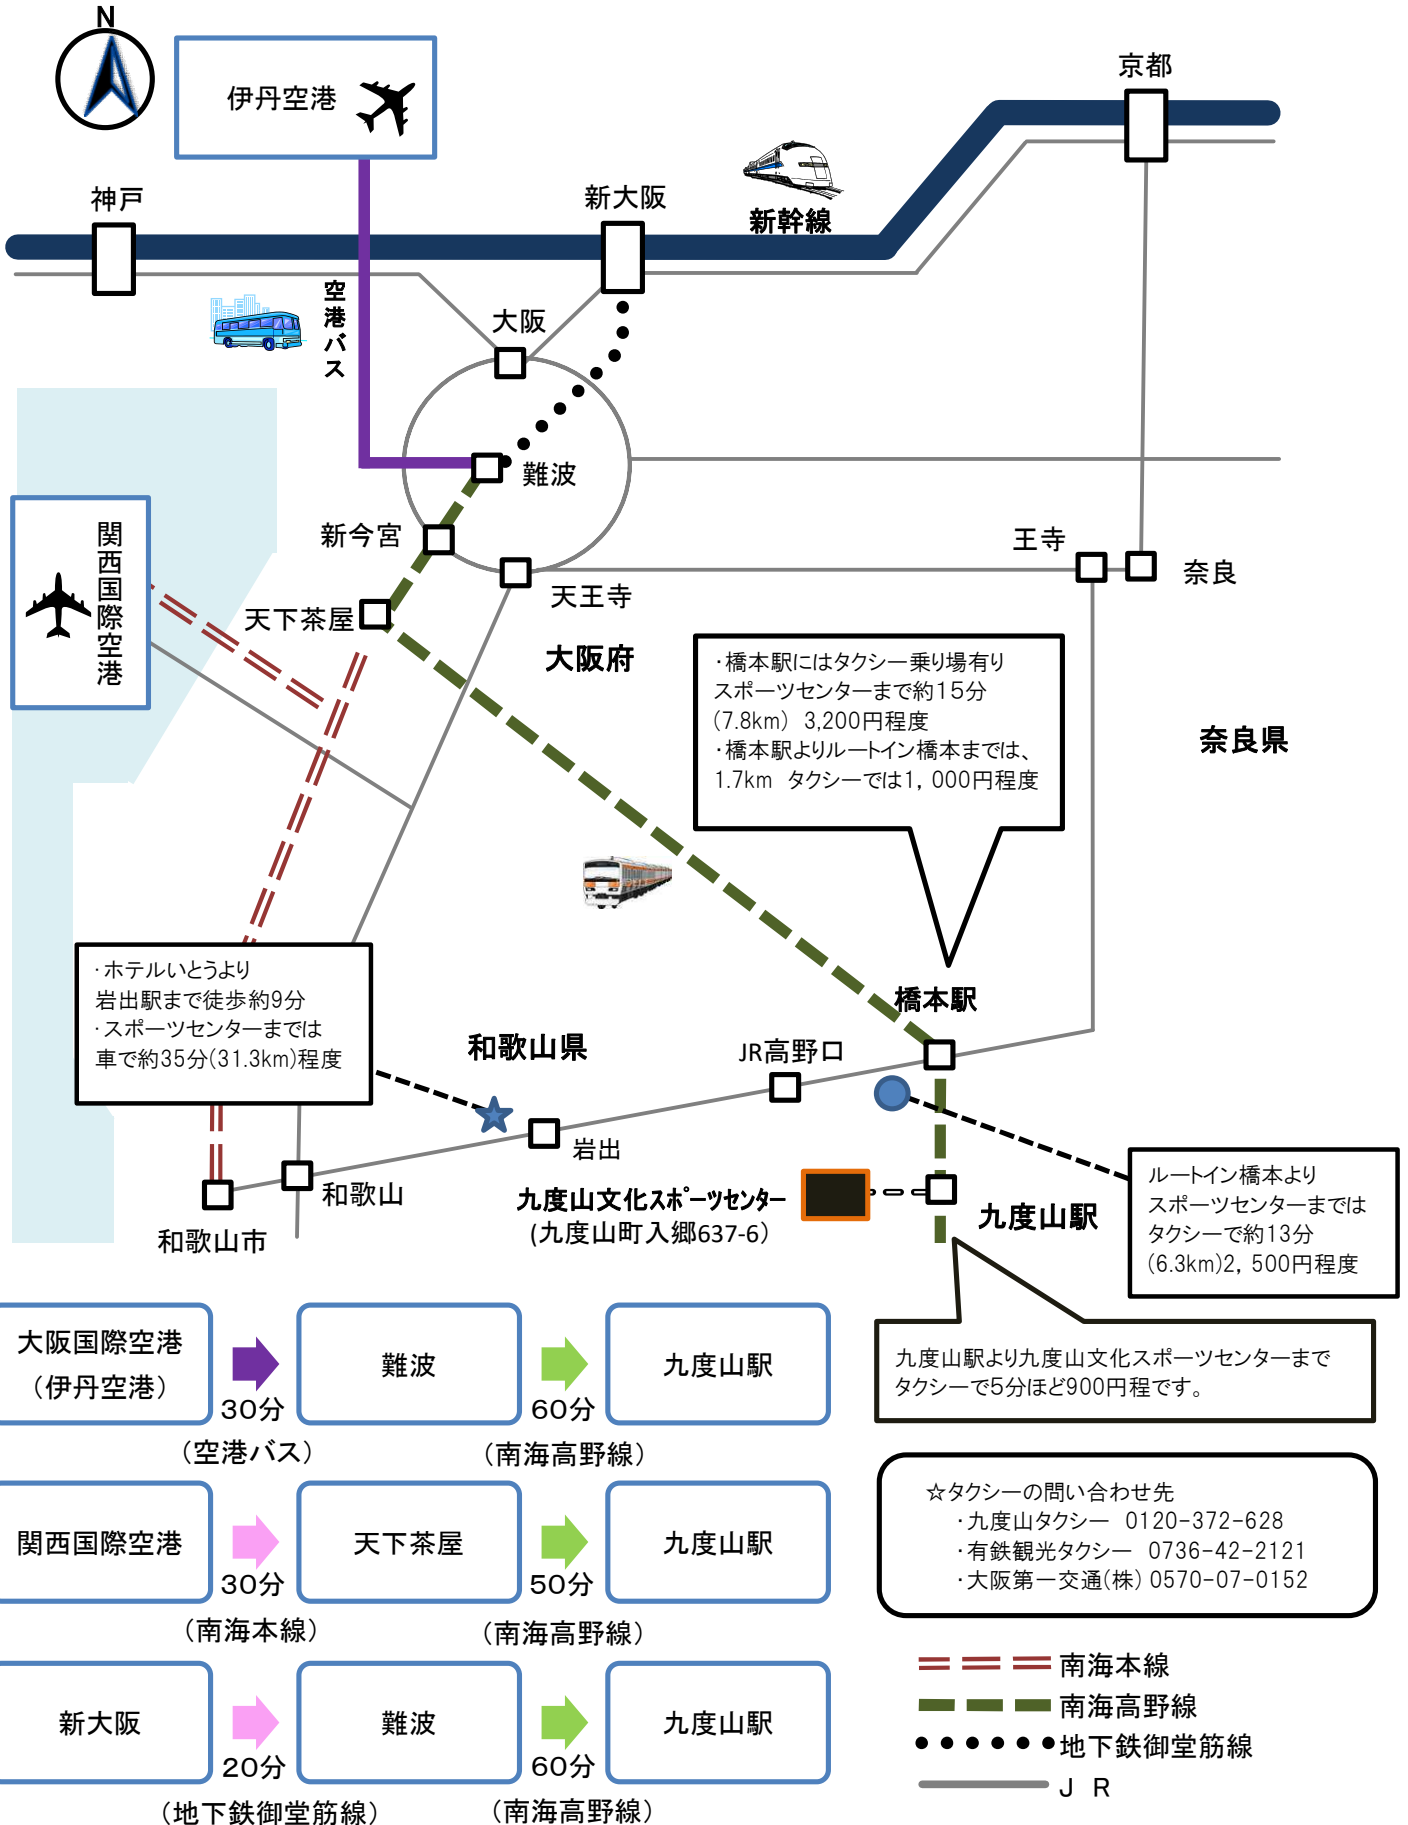 N
伊丹空港
京都
神戸
新大阪
新幹線
空港バス
大阪
難波
関西国際空港
新今宮
王寺
奈良
天王寺
天下茶屋
大阪府
・橋本駅にはタクシー乗り場有り
スポーツセンターまで約15分
(7.8km) 3,200円程度
・橋本駅よりルートイン橋本までは、
1.7km タクシーでは1,000円程度
奈良県
・ホテルいとうより
岩出駅まで徒歩約9分
・スポーツセンターまでは
車で約35分(31.3km)程度
橋本駅
和歌山県
JR高野口
岩出
和歌山
和歌山市
九度山文化スポーツセンター
(九度山町入郷637-6)
九度山駅
ルートイン橋本より
スポーツセンターまでは
タクシーで約13分
(6.3km)2,500円程度
大阪国際空港
(伊丹空港)
30分
(空港バス)
難波
60分
(南海高野線)
九度山駅
九度山駅より九度山文化スポーツセンターまで
タクシーで5分ほど900円程です。
関西国際空港
30分
(南海本線)
天下茶屋
50分
(南海高野線)
九度山駅
☆タクシーの問い合わせ先
・九度山タクシー 0120-372-628
・有鉄観光タクシー 0736-42-2121
・大阪第一交通(株) 0570-07-0152
新大阪
20分
(地下鉄御堂筋線)
難波
60分
(南海高野線)
九度山駅
南海本線
南海高野線
地下鉄御堂筋線
J R